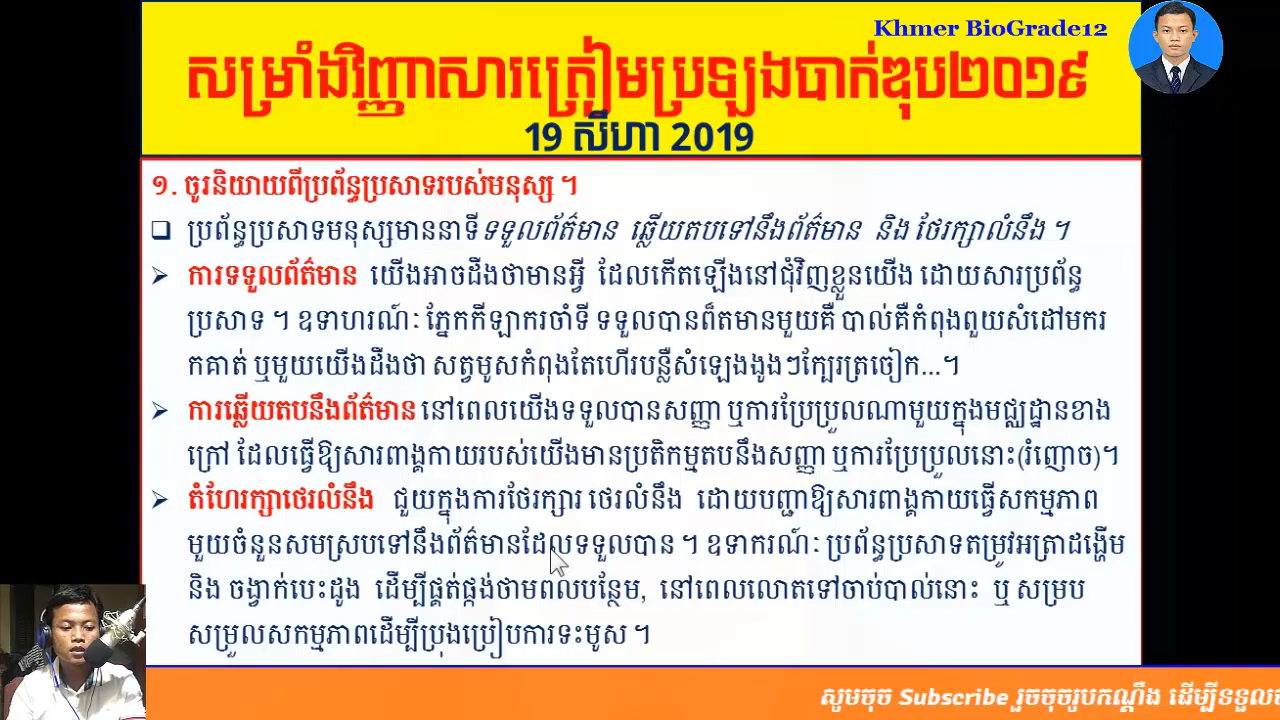 Khmer BioGrade12
សម្រាំងវិញ្ញាសារត្រៀមប្រឡងបាក់ឌុប២០១៩
19 សីហា 2019
១. ចូរនិយាយពីប្រព័ន្ធប្រសាទរបស់មនុស្ស ។
❑ ប្រព័ន្ធប្រសាទមនុស្សមាននាទីទទួលព័ត៌មាន ឆ្លើយតបទៅនឹងព័ត៌មាន និង ថែរក្សាលំនឹង ។
➢ ការទទួលព័ត៌មាន យើងអាចដឹងថាមានអ្វី ដែលកើតឡើងនៅជុំវិញខ្លួនយើង ដោយសារប្រព័ន្ធ
ប្រសាទ ។ ឧទាហរណ៍ៈ ភ្នែកកីឡាករចាំទី ទទួលបានព៏តមានមួយគឺ បាល់គឺកំពុងពួយសំដៅមករ
កគាត់ ឬមួយយើងដឹងថា សត្វមូសកំពុងតែហើរបន្លឺសំឡេងងូងៗក្បែរត្រចៀក...។
➢ ការឆ្លើយតបនឹងព័ត៌មាន នៅពេលយើងទទួលបានសញ្ញា ឬការប្រែប្រួលណាមួយក្នុងមជ្ឈដ្ឋានខាង
ក្រៅ ដែលធ្វើឱ្យសារពាង្គកាយរបស់យើងមានប្រតិកម្មតបនឹងសញ្ញា ឬការប្រែប្រួលនោះ(រំញោច)។
➢ តំហែរក្សាថេរលំនឹង ជួយក្នុងការថែរក្សារ ថេរលំនឹង ដោយបញ្ជាឱ្យសារពាង្គកាយធ្វើសកម្មភាព
មួយចំនួនសមស្របទៅនឹងព័ត៌មានដែលទទួលបាន ។ ឧទាករណ៍ៈ ប្រព័ន្ធប្រសាទតម្រូវអត្រាដង្ហើម
និង ចង្វាក់បេះដូង ដើម្បីផ្គត់ផ្គង់ថាមពលបន្ថែម, នៅពេលលោតទៅចាប់បាល់នោះ ឬ សម្រប
សម្រួលសកម្មភាពដើម្បីប្រុងប្រៀបការទះមូស ។
សូមចុច Subscribe រួចចុចរូបកណ្ដឹង ដើម្បីទទួល